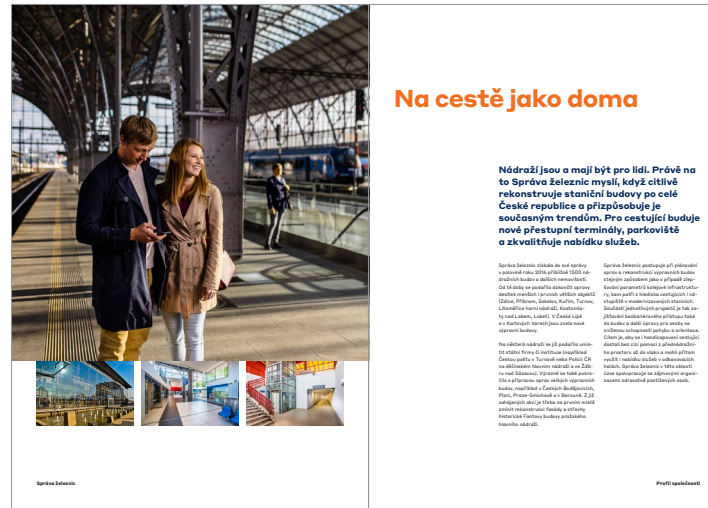 Na cestě jako doma
Nádraží jsou a mají být pro lidi. Právě na
to Správa železnic myslí, když citlivě
rekonstruuje staniční budovy po celé
České republice a přizpůsobuje je
současným trendům. Pro cestující buduje
nové přestupní terminály, parkoviště
a zkvalitňuje nabídku služeb.
Správa železnic získala do své správy
v polovině roku 2016 přibližně 1500 ná-
dražních budov a dalších nemovitostí.
Od té doby se podařilo dokončit opravy
desítek menších i prvních větších objektů
(Zdice, Příbram, Sokolov, Kuřim, Turnov,
Litoměřice horní nádraží, Kostomla-
ty nad Labem, Luket). V České Lípě
a v Karlových Varech jsou zcela nové
výpravní budovy.
Na některá nádraží se již podařilo umís-
tit státní firmy či instituce (například
Českou poštu v Turnově nebo Policii ČR
na děčínském hlavním nádraží a ve Žďá-
ru nad Sázavou). Výrazně se také pokro-
čilo s přípravou oprav velkých výpravních
budov, například v Českých Budějovicích,
Plzni, Praze-Smíchově a v Berouně. Z již
zahájených akcí je třeba na prvním místě
zmínit rekonstrukci fasády a střechy
historické Fantovy budovy pražského
hlavního nádraží.
Správa železnic postupuje při plánování
oprav a rekonstrukcí výpravních budov
stejným způsobem jako v případě zlep-
šování parametrů kolejové infrastruktu-
ry, kam patří z hlediska cestujících i ná-
stupiště v modernizovaných stanicích.
Součástí jednotlivých projektů je tak za-
jišťování bezbariérového přístupu také
do budov a další úpravy pro osoby se
sníženou schopností pohybu a orientace.
Cílem je, aby se i handicapovaní cestující
dostali bez cizí pomoci z přednádražní-
ho prostoru až do vlaku a mohli přitom
využít i nabídku služeb v odbavovacích
halách. Správa železnic v této oblasti
úzce spolupracuje se zájmovými organi-
zacemi zdravotně postižených osob.
Správa železnic
Profil společnosti